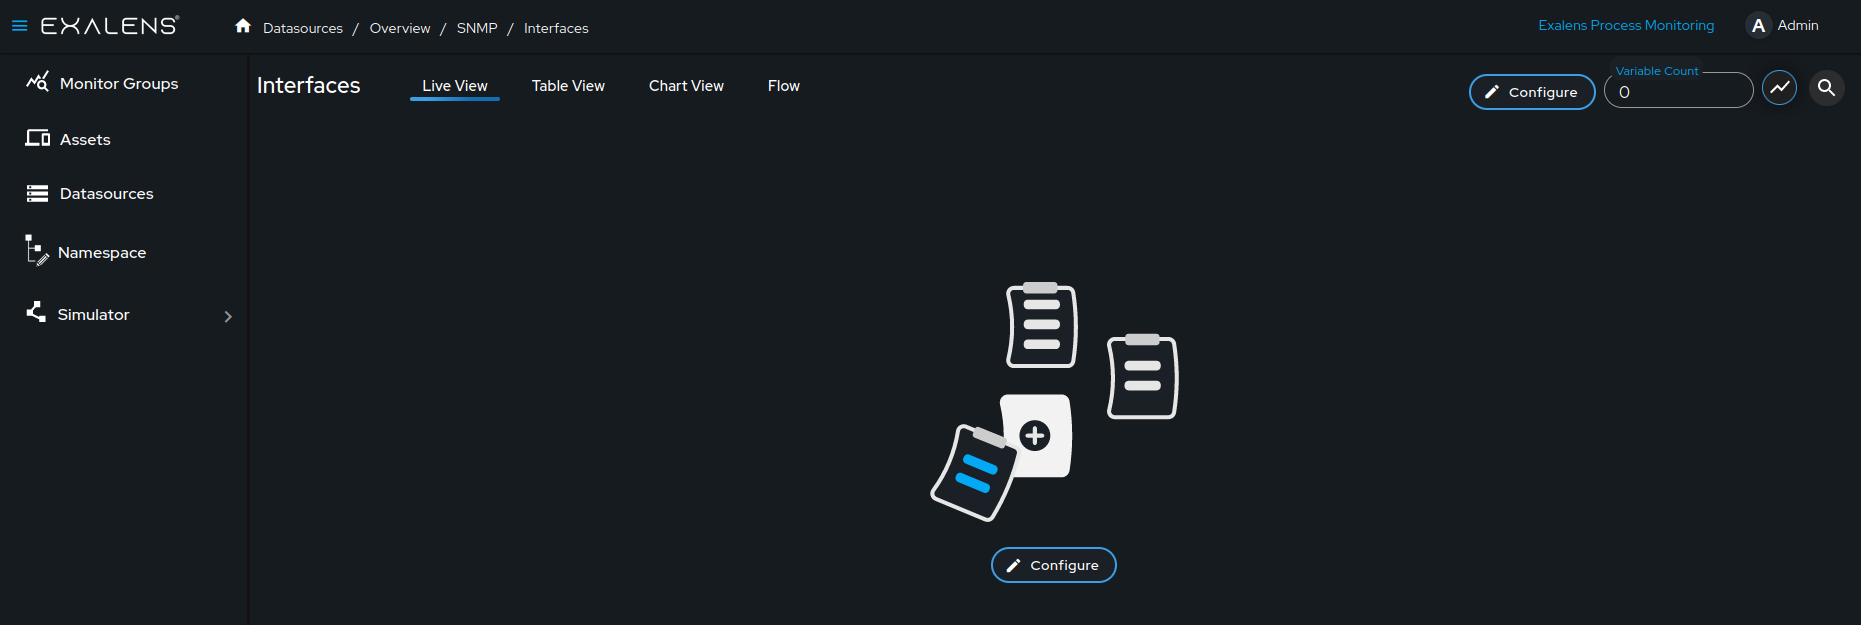 EXALENS®
Datasources / Overview / SNMP / Interfaces
Exalens Process Monitoring
A Admin
Monitor Groups
Assets
Datasources
Namespace
Simulator
Interfaces
Live View
Table View
Chart View
Flow
Configure
Variable Count
0
Configure